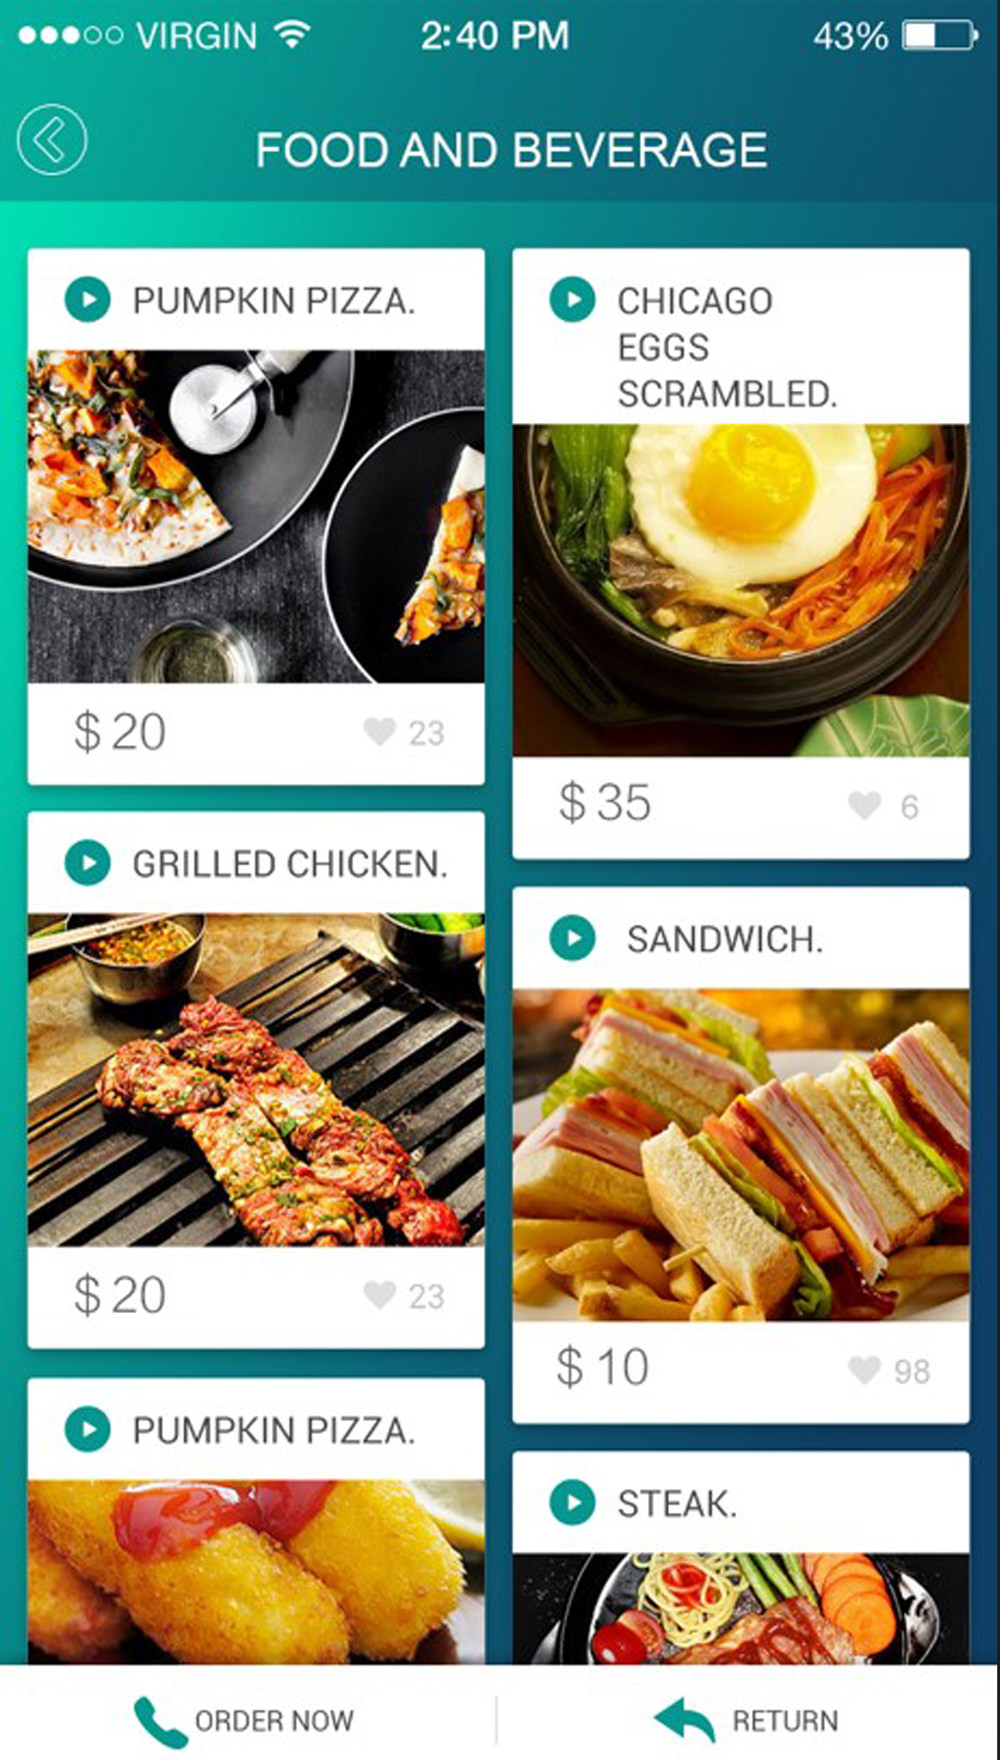 VIRGIN 2:40 PM 43%
FOOD AND BEVERAGE
PUMPKIN PIZZA.
$ 20 23
CHICAGO
EGGS
SCRAMBLED.
$ 35 6
GRILLED CHICKEN.
$ 20 23
SANDWICH.
$ 10 98
PUMPKIN PIZZA.
STEAK.
ORDER NOW RETURN